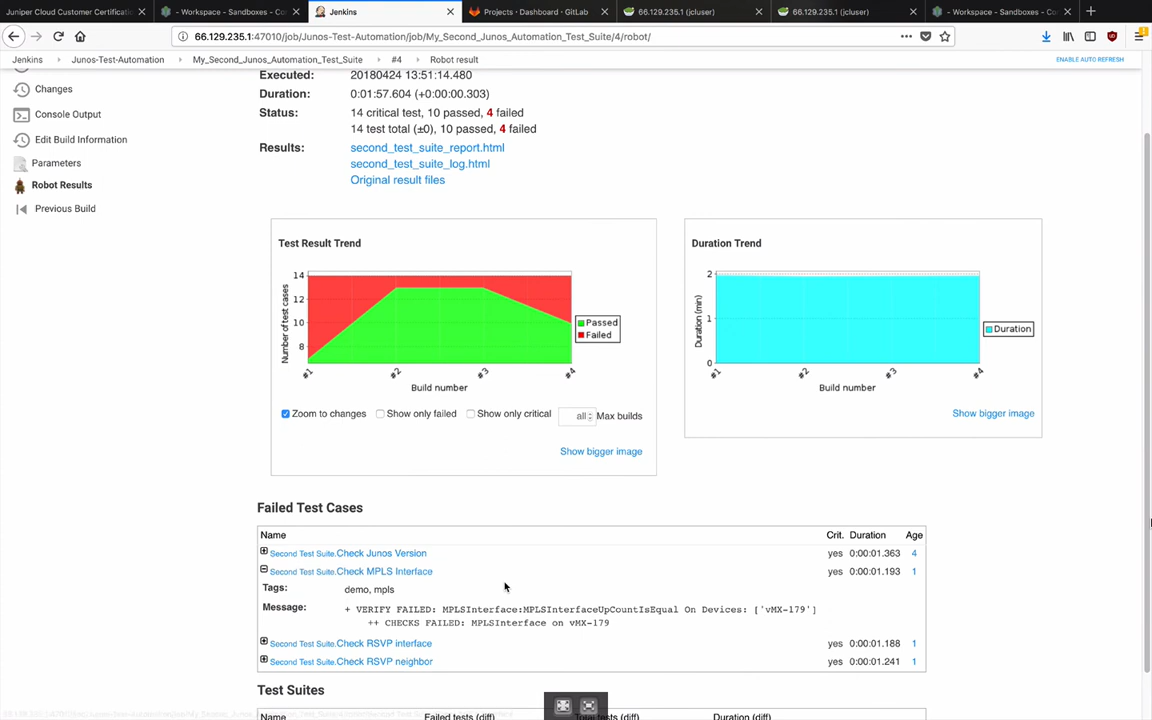 Juniper Cloud Customer Certificati
- Workspace - Sandboxes - Co
Jenkins
Projects · Dashboard · GitLab
66.129.235.1 (jcluser)
66.129.235.1 (jcluser)
- Workspace - Sandboxes - Co
66.129.235.1:47010/job/Junos-Test-Automation/job/My_Second_Junos_Automation_Test_Suite/4/robot/
Jenkins
Junos-Test-Automation
My_Second_Junos_Automation_Test_Suite
#4
Robot result
ENABLE AUTO REFRESH
Changes
Console Output
Edit Build Information
Parameters
Robot Results
Previous Build
Executed: 20180424 13:51:14.480
Duration: 0:01:57.604 (+0:00:00.303)
Status: 14 critical test, 10 passed, 4 failed
14 test total (±0), 10 passed, 4 failed
Results: second_test_suite_report.html
second_test_suite_log.html
Original result files
Test Result Trend
14
12
10
8
Number of test cases
#1
#2
#3
#4
Build number
Passed
Failed
Zoom to changes
Show only failed
Show only critical
all
Max builds
Show bigger image
Duration Trend
2
1
0
Duration (min)
#1
#2
#3
#4
Build number
Duration
Show bigger image
Failed Test Cases
Name Crit. Duration Age
Second Test Suite.Check Junos Version yes 0:00:01.363 4
Second Test Suite.Check MPLS Interface yes 0:00:01.193 1
Tags: demo, mpls
Message: + VERIFY FAILED: MPLSInterface:MPLSInterfaceUpCountIsEqual On Devices: ['vMX-179']
++ CHECKS FAILED: MPLSInterface on vMX-179
Second Test Suite.Check RSVP interface yes 0:00:01.188 1
Second Test Suite.Check RSVP neighbor yes 0:00:01.241 1
Test Suites
Name Failed tests (diff) Total tests (diff) Duration (diff)